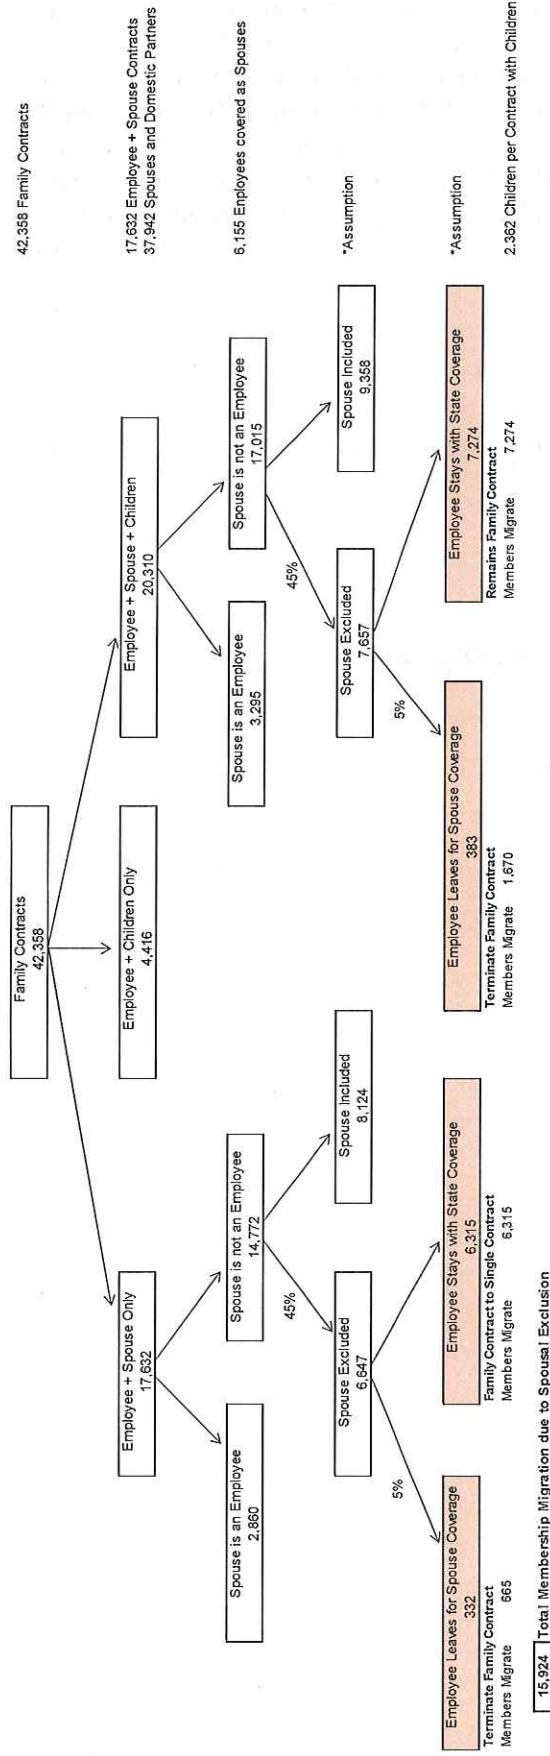 Family Contracts
42,358
42,358 Family Contracts
Employee + Spouse Only
17,632
Employee + Children Only
4,416
Employee + Spouse + Children
20,310
17,632 Employee + Spouse Contracts
37,942 Spouses and Domestic Partners
Spouse is an Employee
2,860
Spouse is not an Employee
14,772
Spouse is an Employee
3,295
Spouse is not an Employee
17,015
6,155 Enployees covered as Spouses
45%
45%
Spouse Excluded
6,647
Spouse Included
8,124
Spouse Excluded
7,657
Spouse Included
9,358
*Assumption
5%
5%
Employee Leaves for Spouse Coverage
332
Employee Stays with State Coverage
6,315
Employee Leaves for Spouse Coverage
383
Employee Stays with State Coverage
7,274
*Assumption
Terminate Family Contract
Members Migrate 665
Family Contract to Single Contract
Members Migrate 6,315
Terminate Family Contract
Members Migrate 1,670
Remains Family Contract
Members Migrate 7,274
2.362 Children per Contract with Children
15,924 Total Membership Migration due to Spousal Exclusion